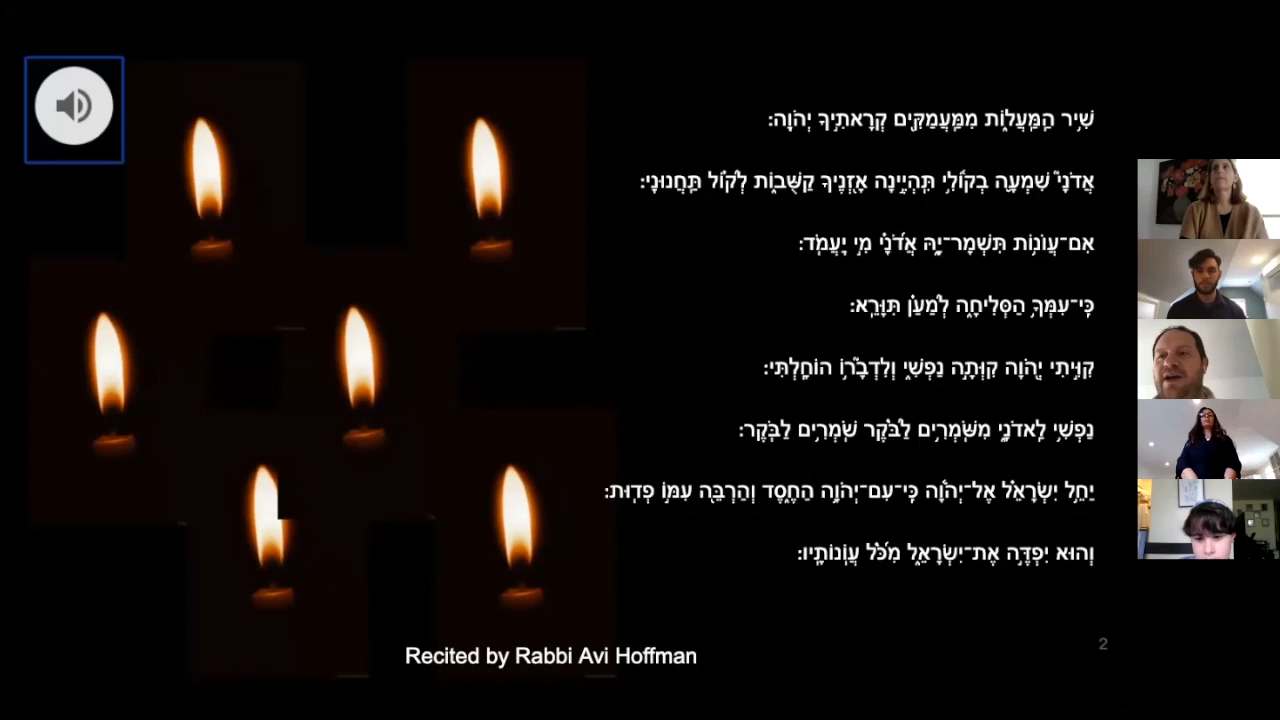 שִׁ֥יר הַֽמַּעֲל֑וֹת מִמַּעֲמַקִּ֖ים קְרָאתִ֣יךָ יְהֹוָֽה׃
אֲדֹנָי֮ שִׁמְעָ֢ה בְק֫וֹלִ֥י תִּהְיֶ֣ינָה אׇ֭זְנֶיךָ קַשֻּׁב֑וֹת לְ֝ק֗וֹל תַּחֲנוּנָֽי׃
אִם־עֲוֺנ֥וֹת תִּשְׁמׇר־יָ֑הּ אֲ֝דֹנָ֗י מִ֣י יַעֲמֹֽד׃
כִּֽי־עִמְּךָ֥ הַסְּלִיחָ֑ה לְ֝מַ֗עַן תִּוָּרֵֽא׃
קִוִּ֣יתִי יְ֭הֹוָה קִוְּתָ֣ה נַפְשִׁ֑י וְֽלִדְבָר֥וֹ הוֹחָֽלְתִּי׃
נַפְשִׁ֥י לַֽאדֹנָ֑י מִשֹּׁמְרִ֥ים לַ֝בֹּ֗קֶר שֹׁמְרִ֥ים לַבֹּֽקֶר׃
יַחֵ֥ל יִשְׂרָאֵ֗ל אֶל־יְה֫וָ֥ה כִּֽי־עִם־יְהֹוָ֥ה הַחֶ֑סֶד וְהַרְבֵּ֖ה עִמּ֣וֹ פְדֽוּת׃
וְ֭הוּא יִפְדֶּ֣ה אֶת־יִשְׂרָאֵ֑ל מִ֝כֹּ֗ל עֲוֺנוֹתָֽיו׃
Recited by Rabbi Avi Hoffman
2